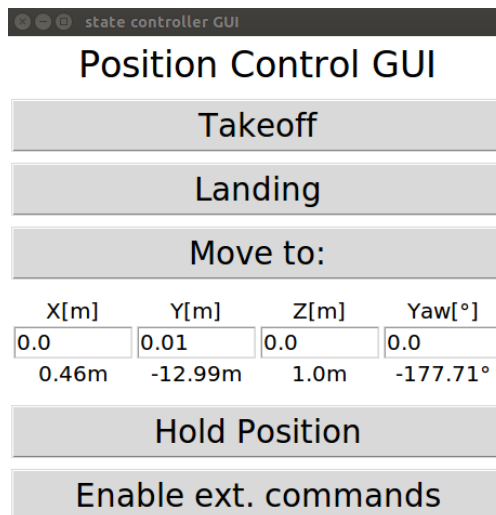 state controller GUI
Position Control GUI
Takeoff
Landing
Move to:
X[m] Y[m] Z[m] Yaw[°]
0.0 0.01 0.0 0.0
0.46m -12.99m 1.0m -177.71°
Hold Position
Enable ext. commands